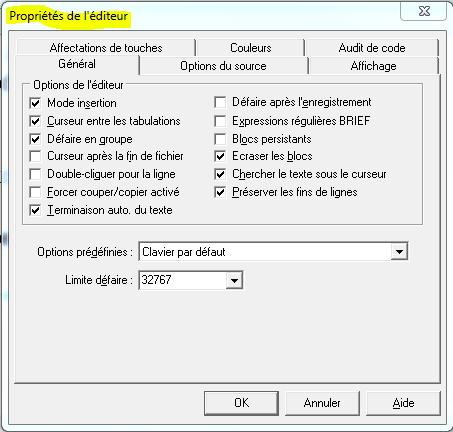 Propriétés de l'éditeur
Affectations de touches Couleurs Audit de code
Général Options du source Affichage
Options de l'éditeur
Mode insertion
Curseur entre les tabulations
Défaire en groupe
Curseur après la fin de fichier
Double-cliquer pour la ligne
Forcer couper/copier activé
Terminaison auto. du texte
Défaire après l'enregistrement
Expressions régulières BRIEF
Blocs persistants
Ecraser les blocs
Chercher le texte sous le curseur
Préserver les fins de lignes
Options prédéfinies : Clavier par défaut
Limite défaire : 32767
OK Annuler Aide